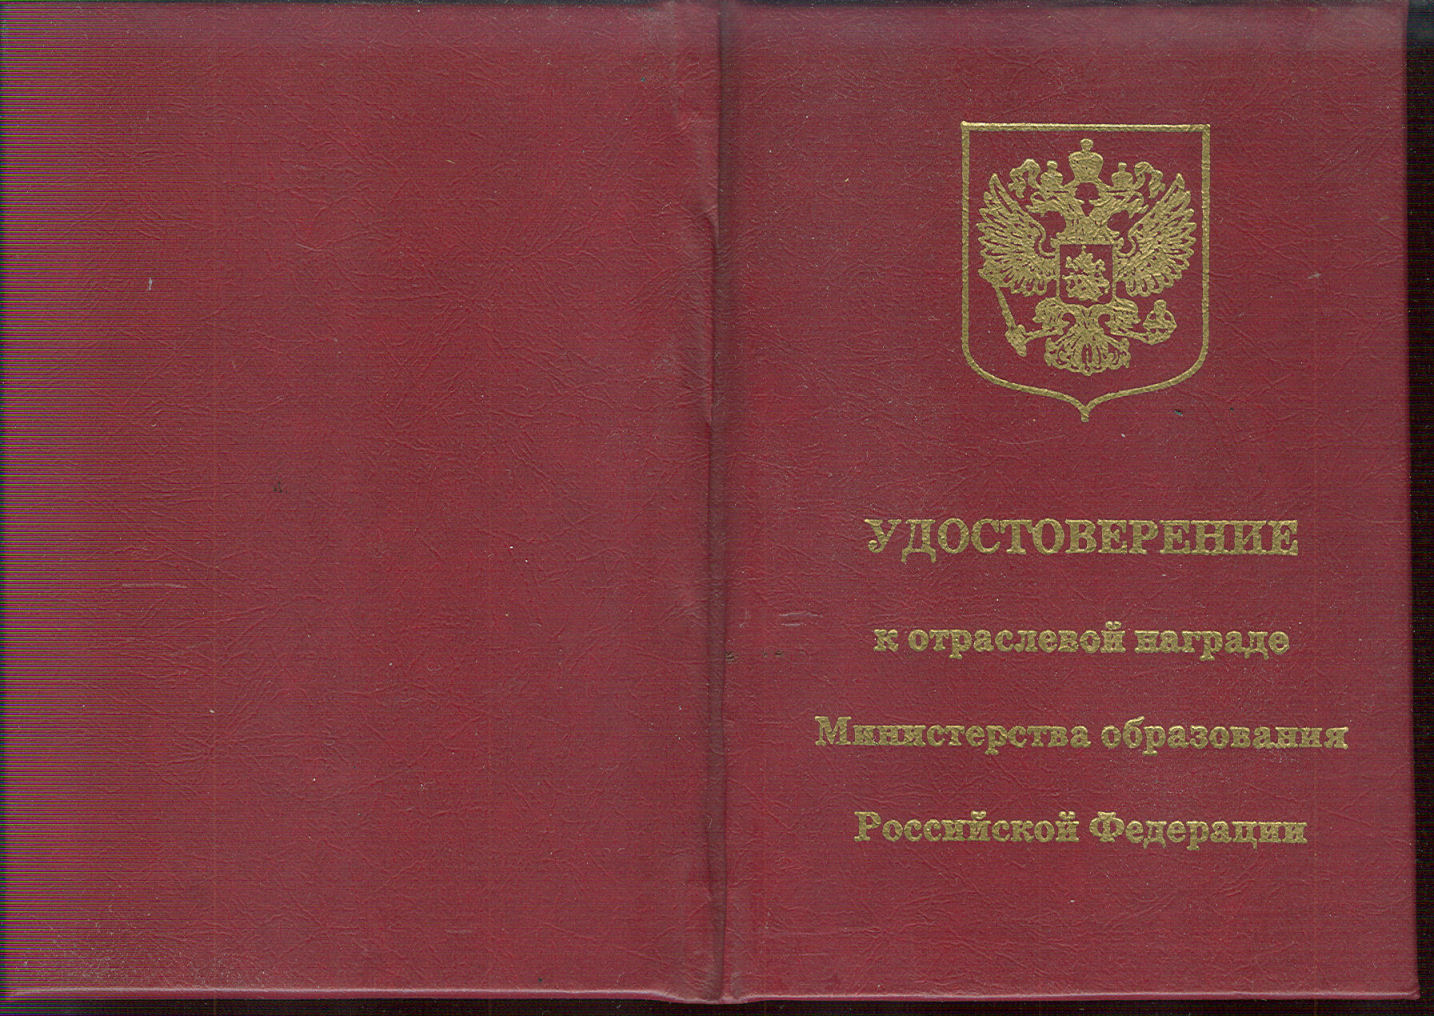 УДОСТОВЕРЕНИЕ
к отраслевой награде
Министерства образования
Российской Федерации